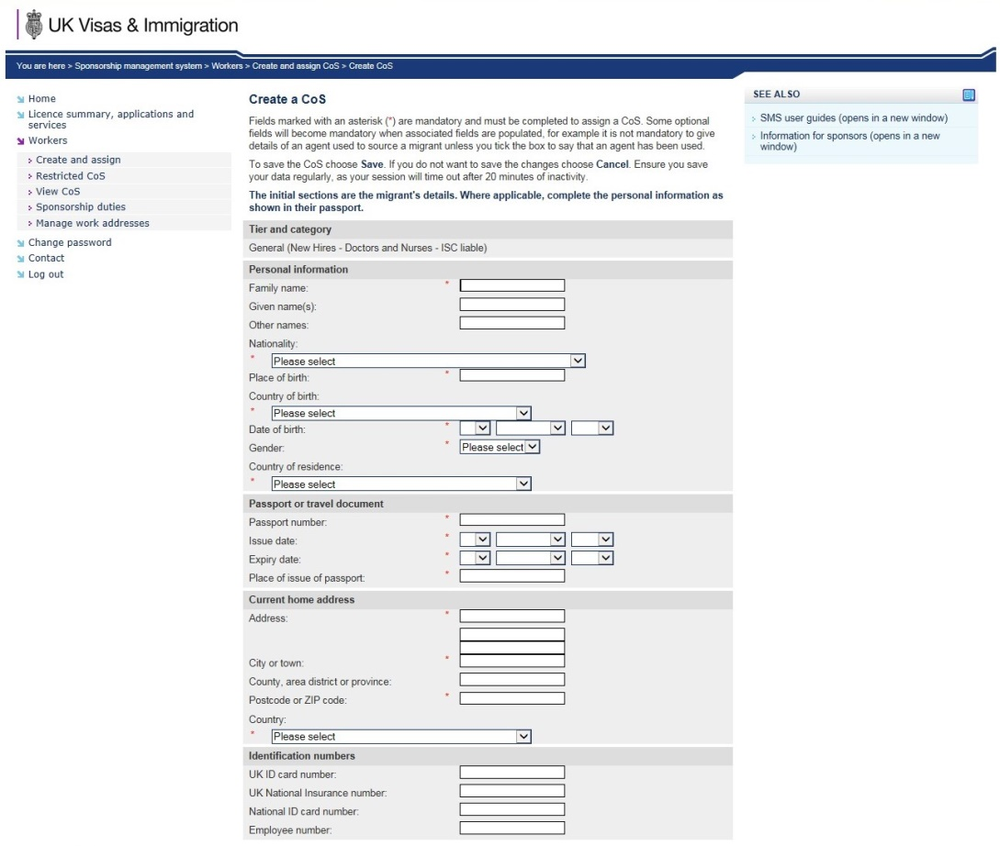 UK Visas & Immigration
You are here > Sponsorship management system > Workers > Create and assign CoS > Create CoS
Home
Licence summary, applications and
services
Workers
Create and assign
Restricted CoS
View CoS
Sponsorship duties
Manage work addresses
Change password
Contact
Log out
Create a CoS
Fields marked with an asterisk (*) are mandatory and must be completed to assign a CoS. Some optional
fields will become mandatory when associated fields are populated, for example it is not mandatory to give
details of an agent used to source a migrant unless you tick the box to say that an agent has been used.
To save the CoS choose Save. If you do not want to save the changes choose Cancel. Ensure you save
your data regularly, as your session will time out after 20 minutes of inactivity.
The initial sections are the migrant's details. Where applicable, complete the personal information as
shown in their passport.
Tier and category
General (New Hires - Doctors and Nurses - ISC liable)
Personal information
Family name: *
Given name(s):
Other names:
Nationality:
* Please select
Place of birth: *
Country of birth:
* Please select
Date of birth: *
Gender: * Please select
Country of residence:
* Please select
Passport or travel document
Passport number: *
Issue date: *
Expiry date: *
Place of issue of passport: *
Current home address
Address: *
City or town: *
County, area district or province:
Postcode or ZIP code: *
Country:
* Please select
Identification numbers
UK ID card number:
UK National Insurance number:
National ID card number:
Employee number:
SEE ALSO
SMS user guides (opens in a new window)
Information for sponsors (opens in a new
window)